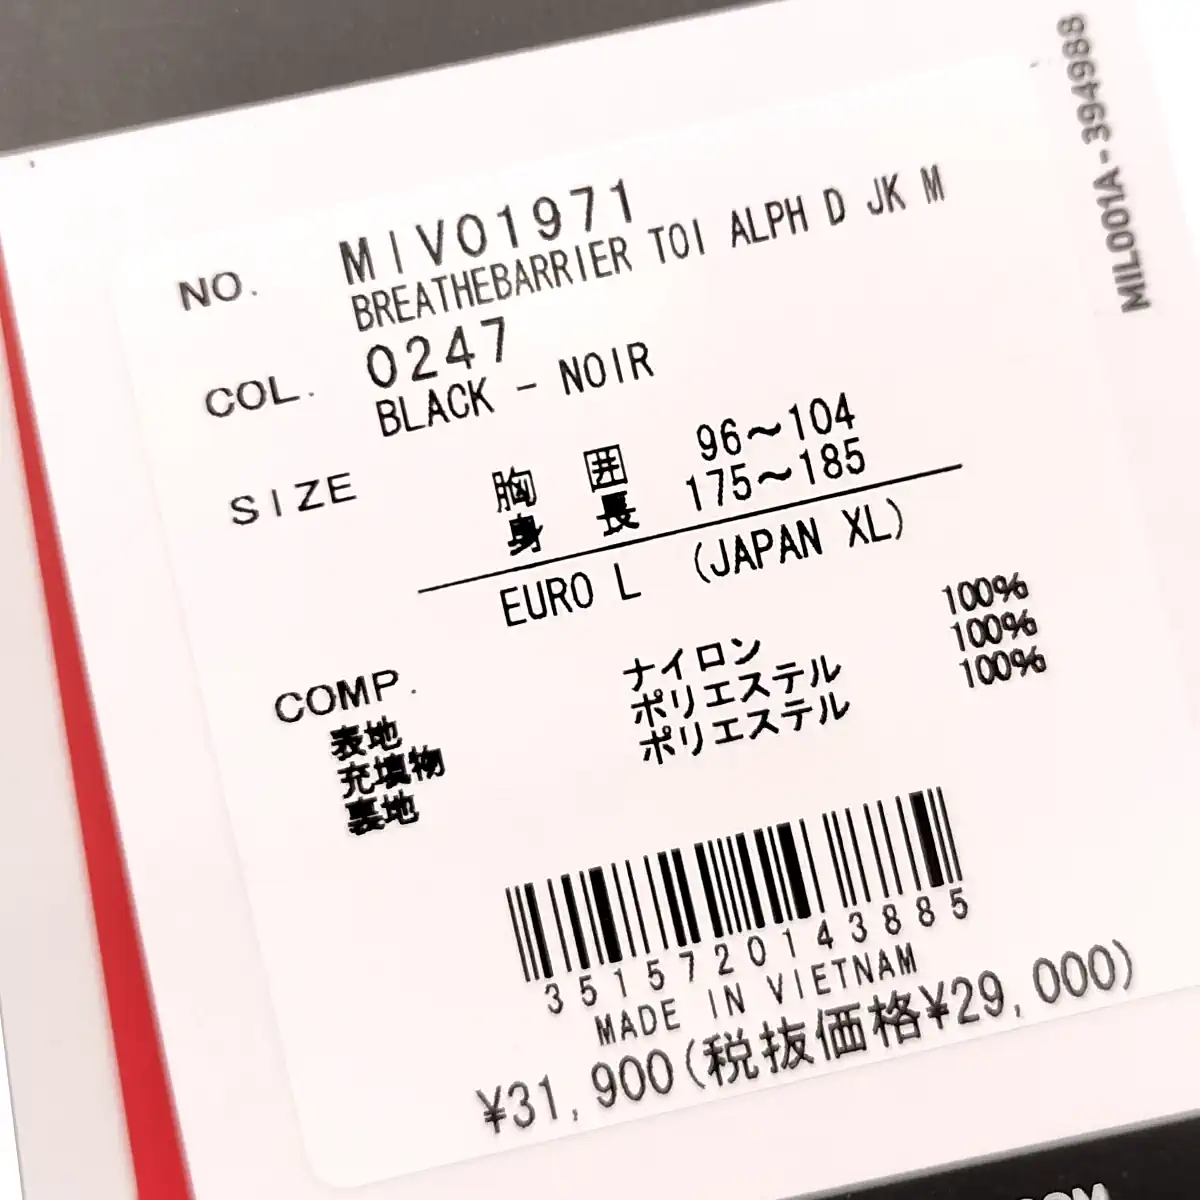 MIL001A-394988
NO. MIV01971
BREATHEBARRIER TOI ALPH D JK M
COL. 0247
BLACK - NOIR
SIZE 胸 囲 96～104
身 長 175～185
EURO L (JAPAN XL)
COMP.
表地 ナイロン 100%
充填物 ポリエステル 100%
裏地 ポリエステル 100%
3515720143885
MADE IN VIETNAM
¥31,900(税抜価格¥29,000)